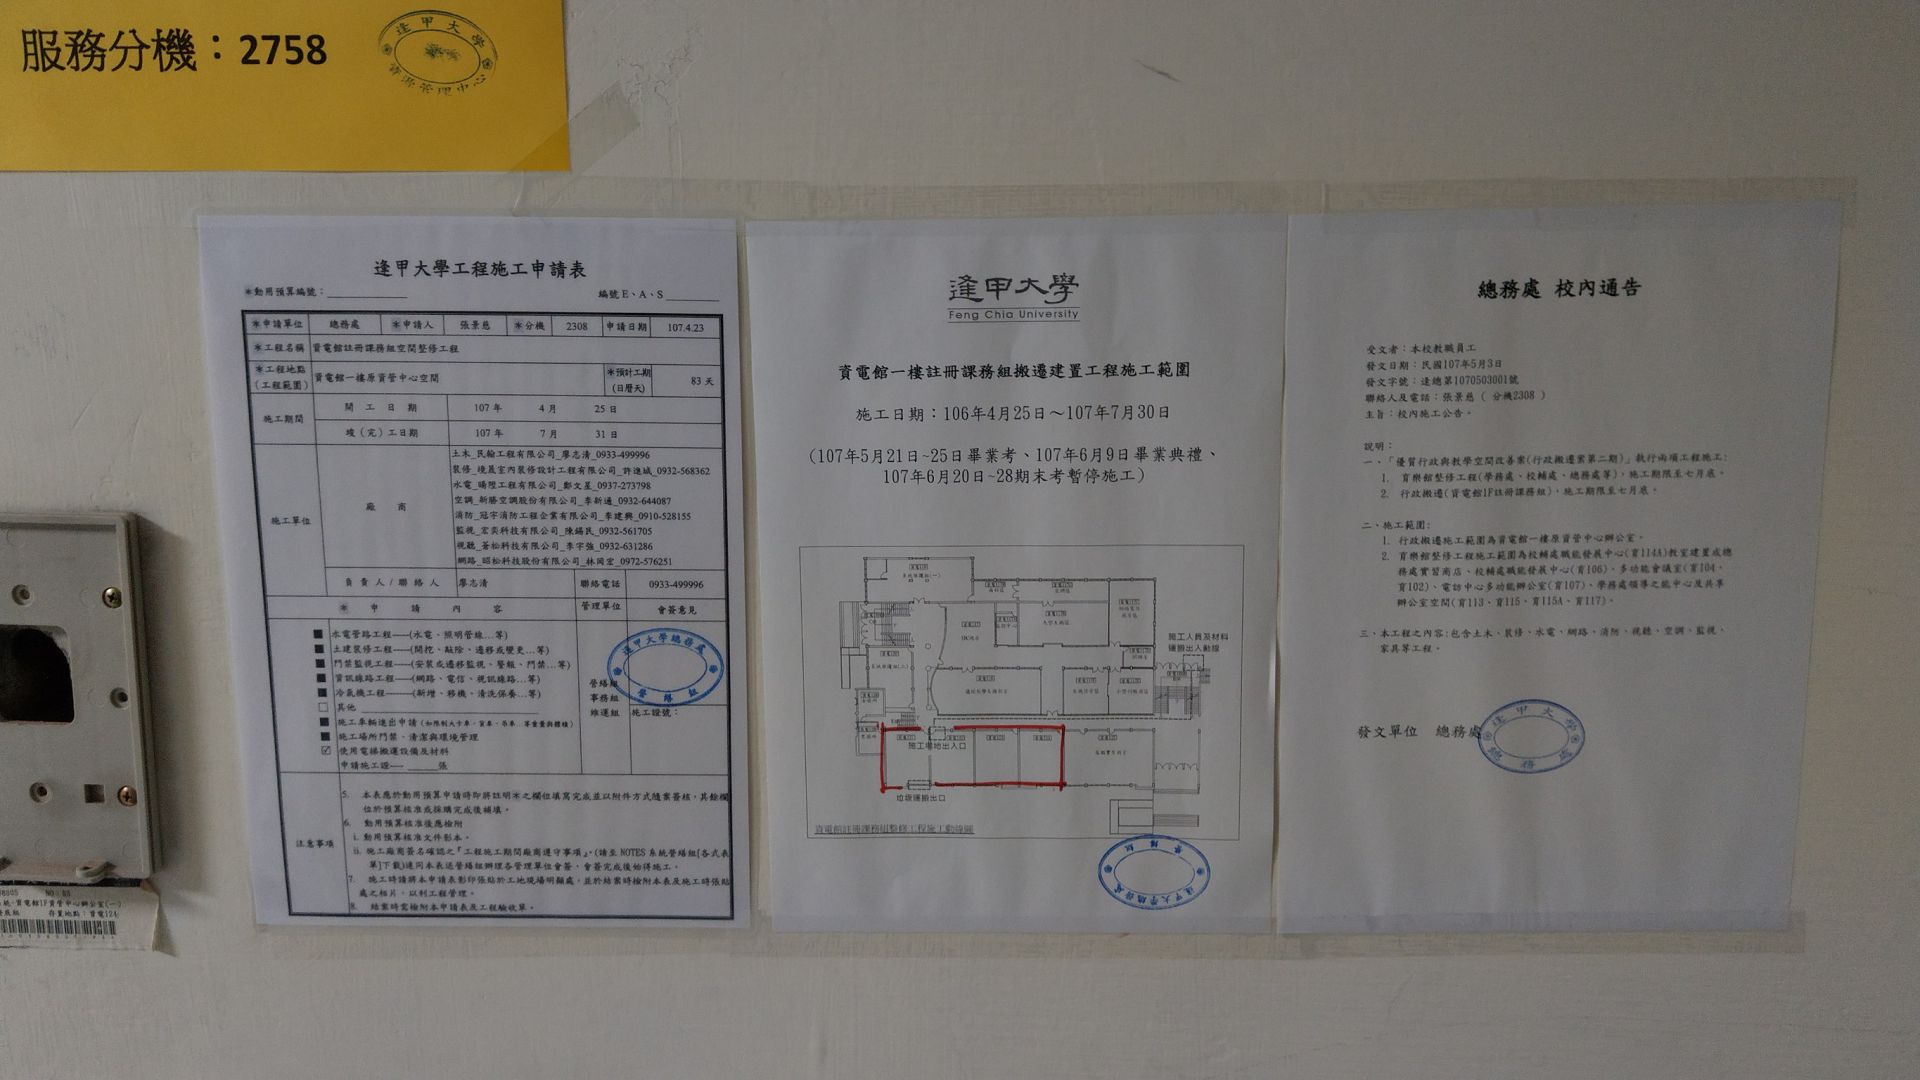 服務分機：2758
逢甲大學
資源管理中心
逢甲大學工程施工申請表
＊動用預算編號：
編號E、A、S
＊申請單位 總務處 ＊申請人 張景慈 ＊分機 2308 申請日期 107.4.23
＊工程名稱 資電館註冊課務組空間整修工程
＊工程地點
(工程範圍) 資電館一樓原資管中心空間
＊預計工期
(日曆天) 83 天
施工期間
開 工 日 期 107 年 4 月 25 日
竣(完)工日期 107 年 7 月 31 日
施工單位
廠 商
土木_民翰工程有限公司_廖志清_0933-499996
裝修_境晟室內裝修設計工程有限公司_許進城_0932-568362
水電_暘陞工程有限公司_鄭文星_0937-273798
空調_新勝空調股份有限公司_李新通_0932-644087
消防_冠宇消防工程企業有限公司_李建興_0910-528155
監視_宏奕科技有限公司_陳錫民_0932-561705
視聽_蒼松科技有限公司_李宇強_0932-631286
網路_昭松科技股份有限公司_林岡宏_0972-576251
負責人/聯絡人 廖志清 聯絡電話 0933-499996
＊ 申 請 內 容 管理單位 會簽意見
■ 水電管路工程——(水電、照明管線…等)
■ 土建裝修工程——(開挖、敲除、遷移或變更…等)
■ 門禁監視工程——(安裝或遷移監視、警報、門禁…等)
■ 資訊線路工程——(網路、電信、視訊線路…等)
■ 冷氣機工程——(新增、移機、清洗保養…等)
□ 其他
■ 施工車輛進出申請(如限制大卡車、貨車、吊車…等重量與體積)
■ 施工場所門禁、清潔與環境管理
☑ 使用電梯搬運設備及材料
申請施工證-____張
營繕組
事務組
維運組
施工證號：
逢甲大學總務處
營繕組
注意事項
5. 本表應於動用預算申請時即將註明＊之欄位填寫完成並以附件方式隨案簽核，其餘欄
位於預算核准或採購完成後補填。
6. 動用預算核准後應檢附
i. 動用預算核准文件影本。
ii. 施工廠商簽名確認之『工程施工期間廠商遵守事項』，(請至NOTES系統營繕組[各式表
單]下載)連同本表送營繕組辦理各管理單位會簽，會簽完成後始得施工。
7. 施工時請將本申請表影印張貼於工地現場明顯處，並於結案時檢附本表及施工時張貼
處之相片，以利工程管理。
8. 結案時需檢附本申請表及工程驗收單。
逢甲大學
Feng Chia University
資電館一樓註冊課務組搬遷建置工程施工範圍
施工日期：106年4月25日～107年7月30日
(107年5月21日~25日畢業考、107年6月9日畢業典禮、
107年6月20日~28期末考暫停施工)
施工人員及材料
運搬出入動線
施工場地出入口
垃圾運搬出口
資電館註冊課務組整修工程施工動線圖
逢甲大學總務處
營繕組
總務處 校內通告
受文者：本校教職員工
發文日期：民國107年5月3日
發文字號：逢總第1070503001號
聯絡人及電話：張景慈 ( 分機2308 )
主旨：校內施工公告。
說明：
一、「優質行政與教學空間改善案(行政搬遷案第二期)」執行兩項工程施工：
1. 育樂館整修工程(學務處、校輔處、總務處等)，施工期限至七月底。
2. 行政搬遷(資電館1F註冊課務組)，施工期限至七月底。
二、施工範圍：
1. 行政搬遷施工範圍為資電館一樓原資管中心辦公室。
2. 育樂館整修工程施工範圍為校輔處職能發展中心(育114A)教室建置成總
務處實習商店、校輔處職能發展中心(育106)、多功能會議室(育104、
育102)、電訪中心多功能辦公室(育107)、學務處領導之能中心及共享
辦公室空間(育113、育115、育115A、育117)。
三、本工程之內容:包含土木、裝修、水電、網路、消防、視聽、空調、監視、
家具等工程。
發文單位 總務處
逢甲大學
總務處
NO：88
資電館1F資管中心辦公室(一)
存置地點：資電124